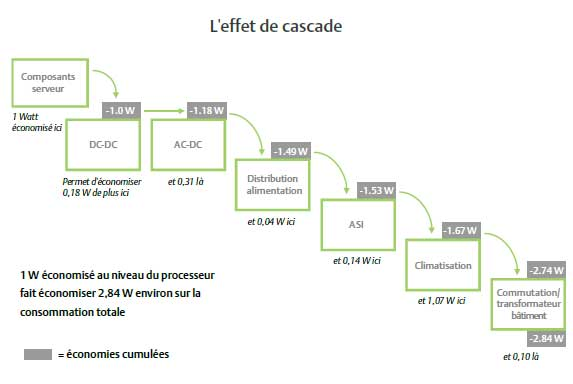 L'effet de cascade
Composants
serveur
1 Watt
économisé ici
-1.0 W
DC-DC
Permet d'économiser
0,18 W de plus ici
-1.18 W
AC-DC
et 0,31 là
-1.49 W
Distribution
alimentation
et 0,04 W ici
-1.53 W
ASI
et 0,14 W ici
-1.67 W
Climatisation
et 1,07 W ici
-2.74 W
Commutation/
transformateur
bâtiment
-2.84 W
et 0,10 là
1 W économisé au niveau du processeur
fait économiser 2,84 W environ sur la
consommation totale
= économies cumulées